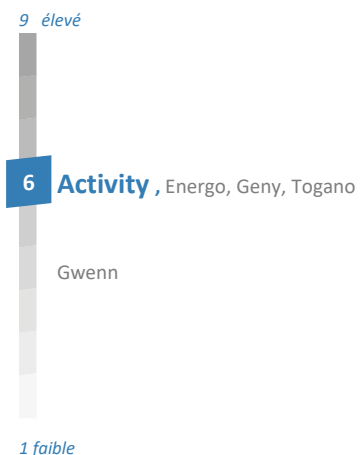 9 élevé
6 Activity , Energo, Geny, Togano
Gwenn
1 faible